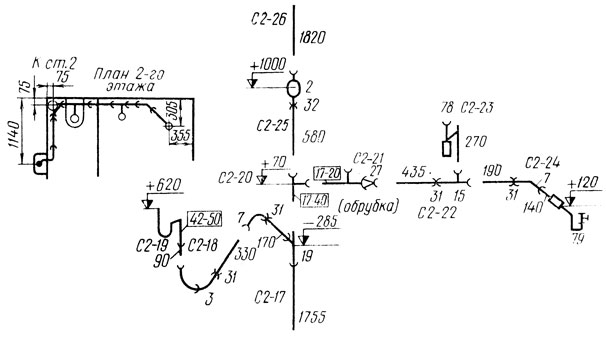 К ст.2
75
План 2-го
этажа
75
1140
305
355
С2-26
1820
+1000
2
32
С2-25
580
78
С2-23
270
+70
С2-20
17-20
С2-21
27
17-40
(обрубка)
435
31
С2-22
15
190
31
С2-24
7
140
+120
79
+620
42-50
С2-19
С2-18
90
3
31
330
7
31
170
-285
19
С2-17
1755